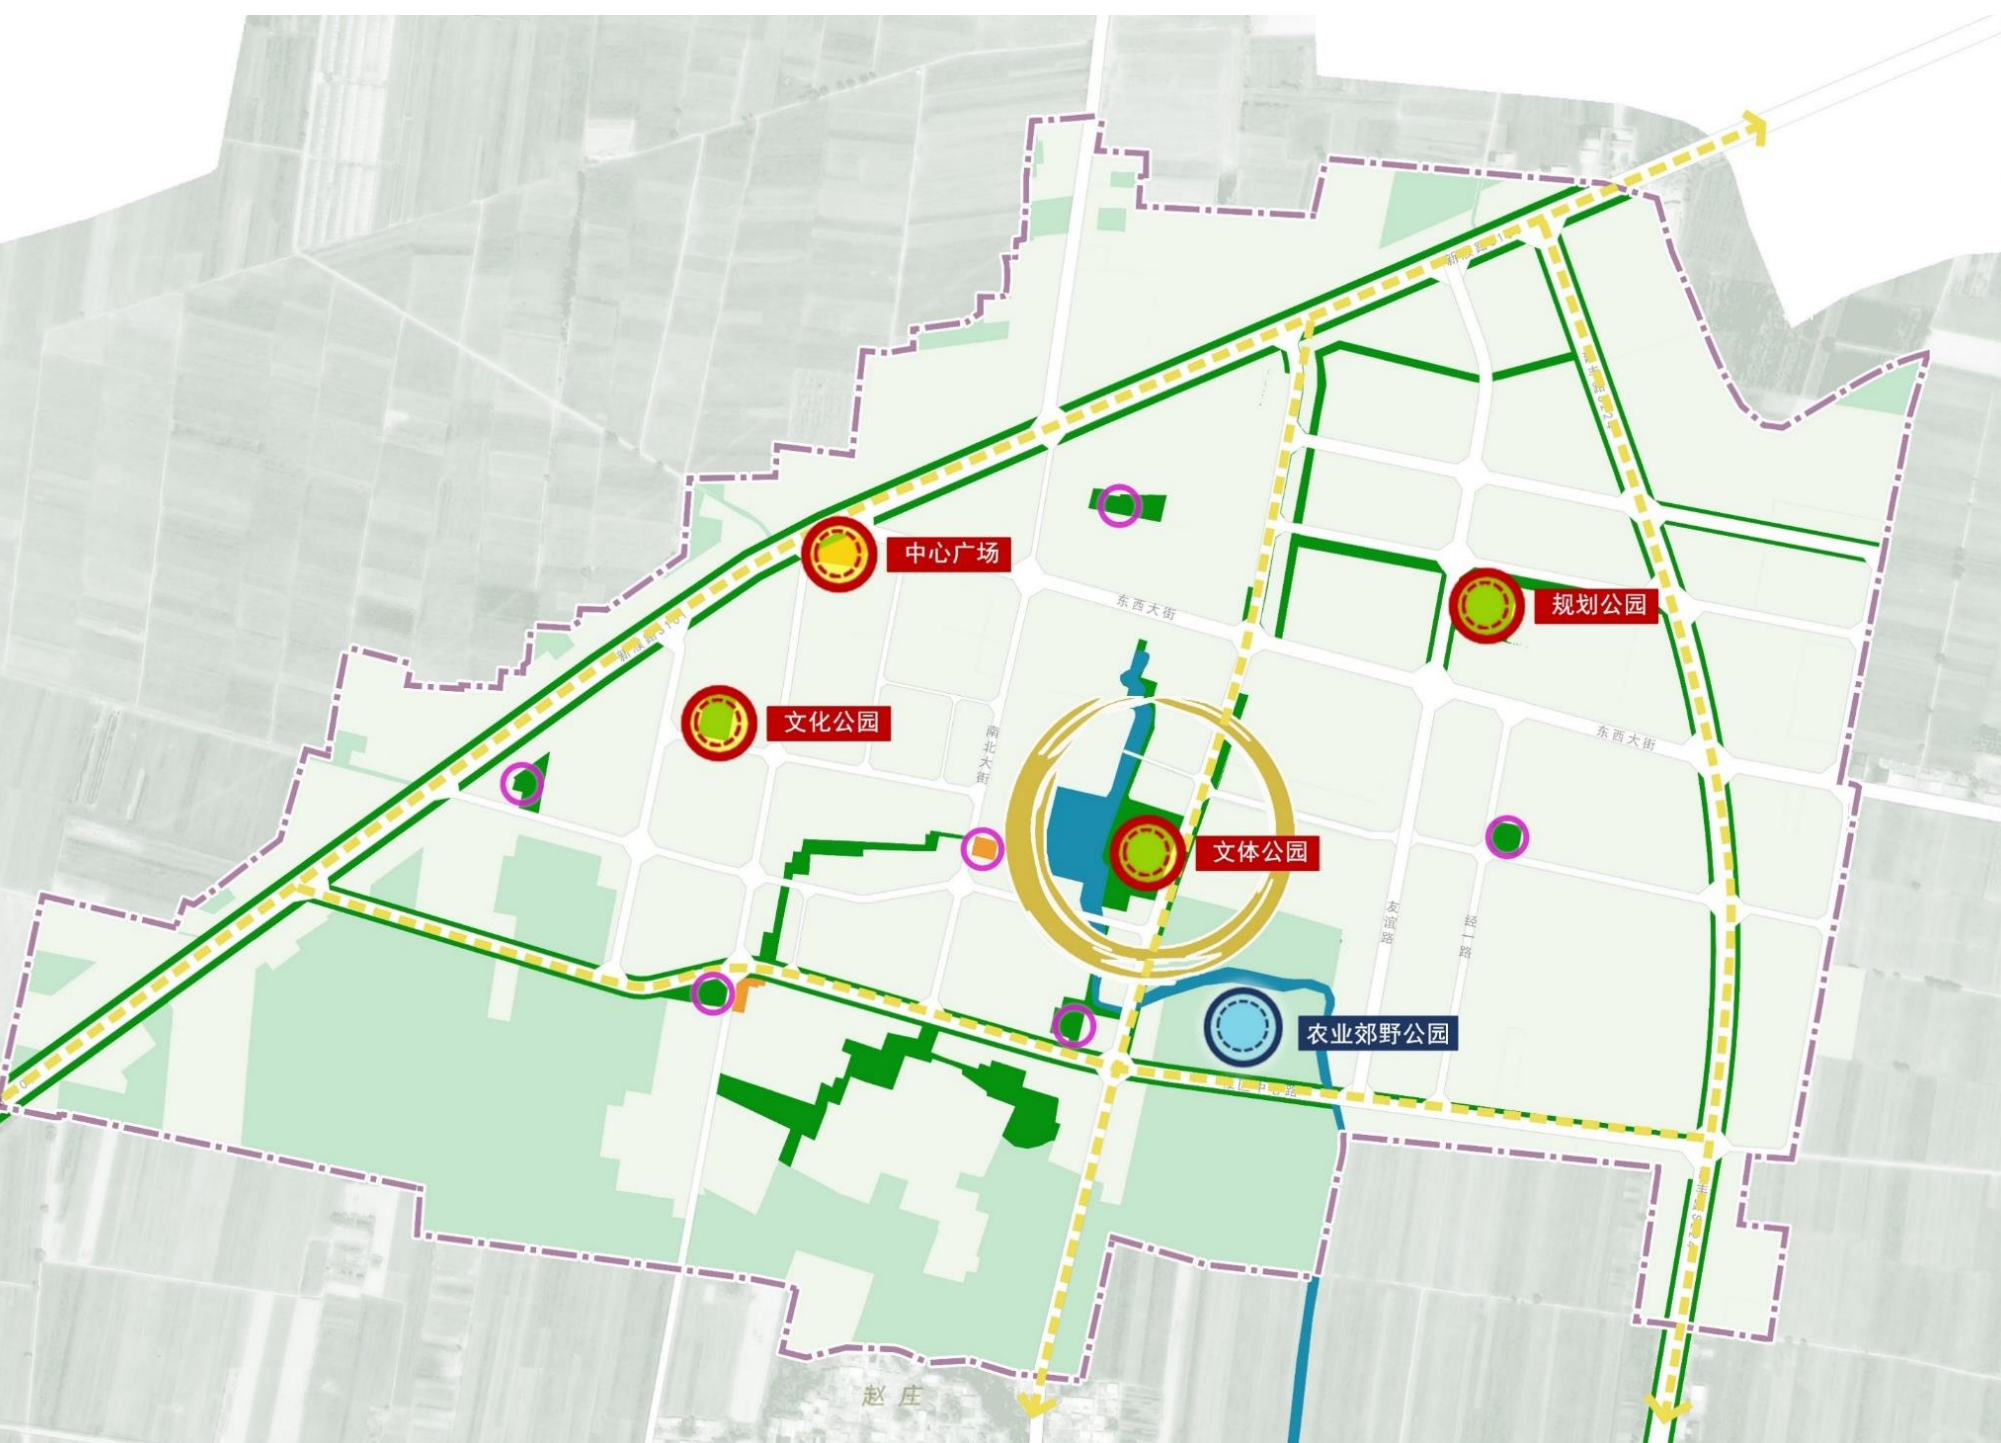 中心广场
规划公园
东西大街
文化公园
南北大街
东西大街
文体公园
友谊路
经一路
农业郊野公园
赵庄